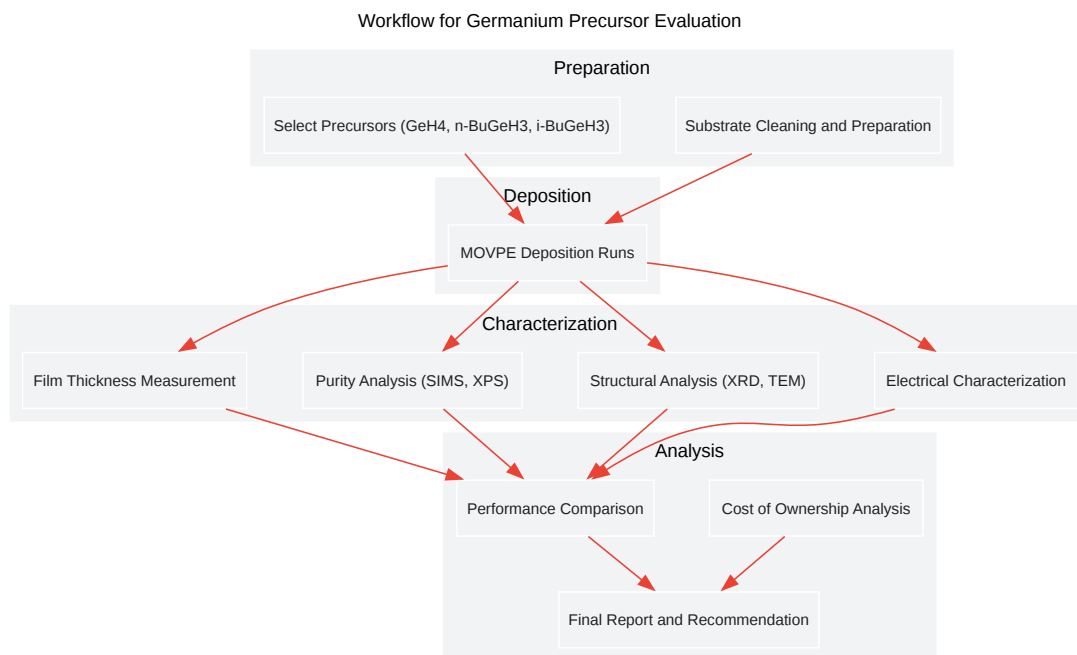 Workflow for Germanium Precursor Evaluation
Preparation
Select Precursors (GeH4, n-BuGeH3, i-BuGeH3)
Substrate Cleaning and Preparation
Deposition
MOVPE Deposition Runs
Characterization
Film Thickness Measurement
Purity Analysis (SIMS, XPS)
Structural Analysis (XRD, TEM)
Electrical Characterization
Analysis
Performance Comparison
Cost of Ownership Analysis
Final Report and Recommendation